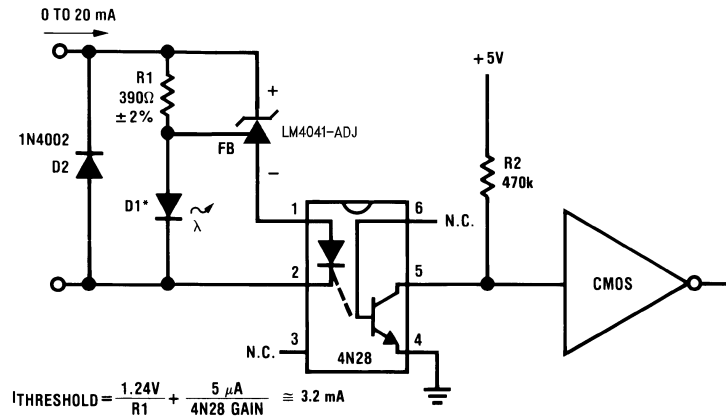 0 TO 20 mA
R1
390Ω
±2%
+
LM4041-ADJ
FB
−
1N4002
D2
D1*
λ
+5V
R2
470k
1
6
N.C.
2
5
CMOS
3
N.C.
4
4N28
ITHRESHOLD = 1.24V / R1 + 5 μA / 4N28 GAIN ≅ 3.2 mA